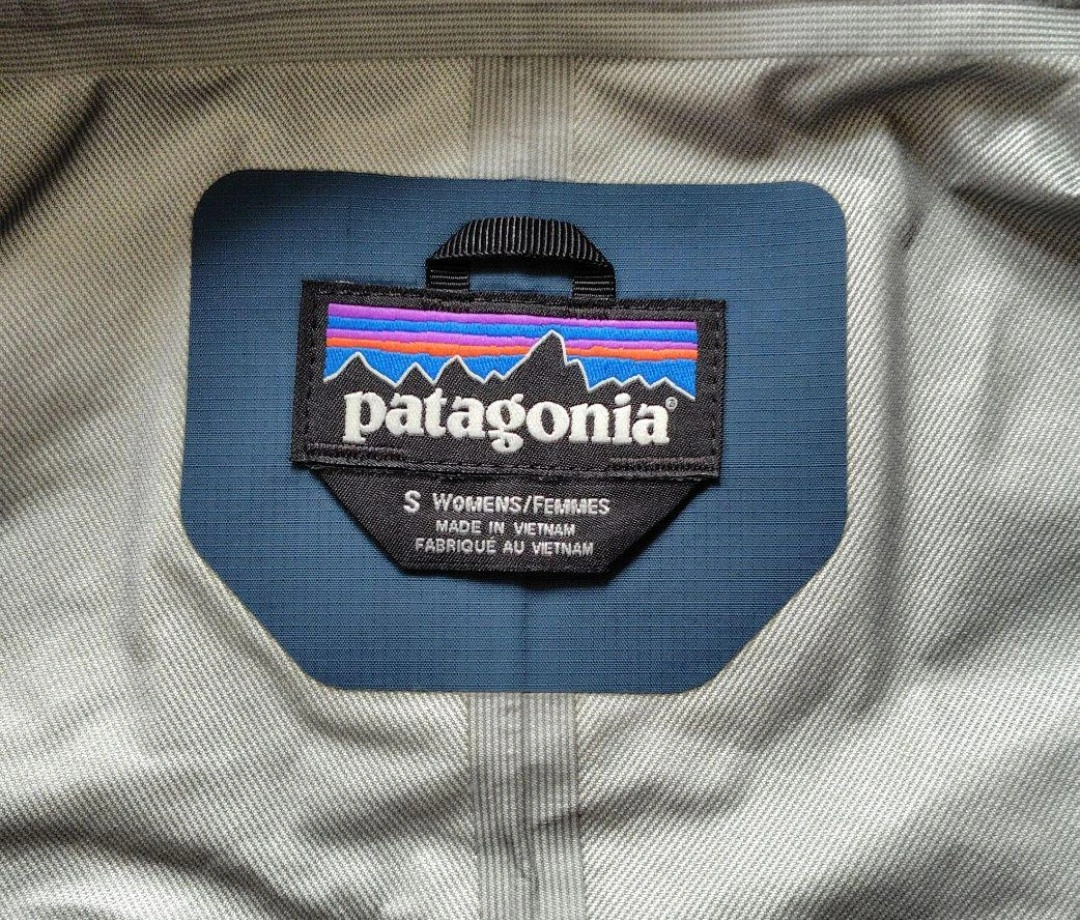 patagonia®
S WOMENS/FEMMES
MADE IN VIETNAM
FABRIQUÉ AU VIETNAM